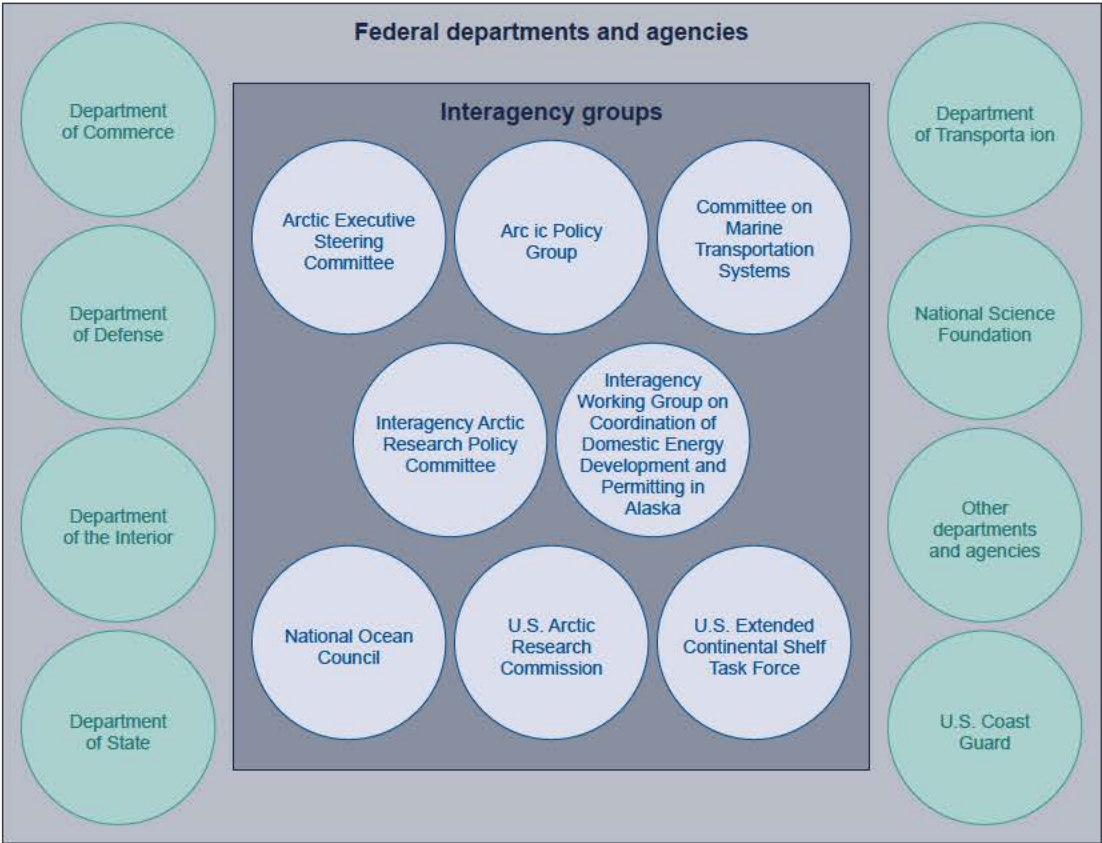 Federal departments and agencies
Department
of Commerce
Department
of Defense
Department
of the Interior
Department
of State
Interagency groups
Arctic Executive
Steering
Committee
Arc ic Policy
Group
Committee on
Marine
Transportation
Systems
Interagency Arctic
Research Policy
Committee
Interagency
Working Group on
Coordination of
Domestic Energy
Development and
Permitting in
Alaska
National Ocean
Council
U.S. Arctic
Research
Commission
U.S. Extended
Continental Shelf
Task Force
Department
of Transporta ion
National Science
Foundation
Other
departments
and agencies
U.S. Coast
Guard